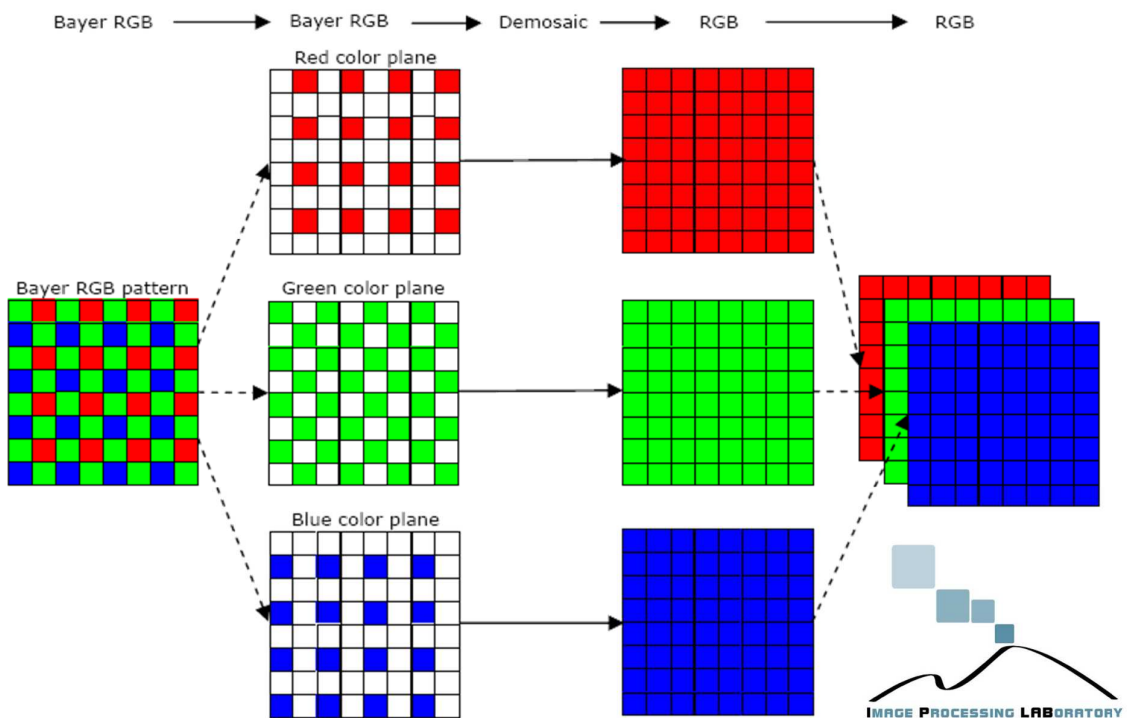 Bayer RGB Bayer RGB Demosaic RGB RGB
Red color plane
Bayer RGB pattern
Green color plane
Blue color plane
IMAGE PROCESSING LABORATORY